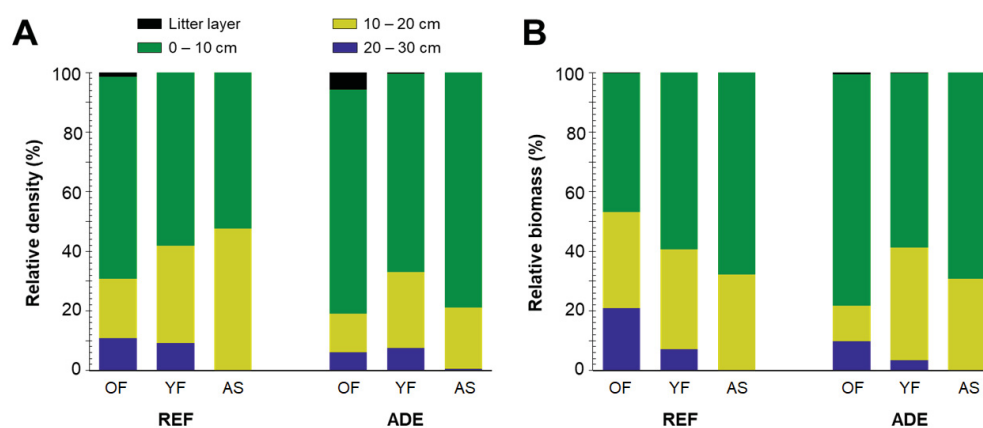 A
Litter layer
0 – 10 cm
10 – 20 cm
20 – 30 cm
B
Relative density (%)
100
80
60
40
20
0
OF YF AS OF YF AS
REF ADE
Relative biomass (%)
100
80
60
40
20
0
OF YF AS OF YF AS
REF ADE